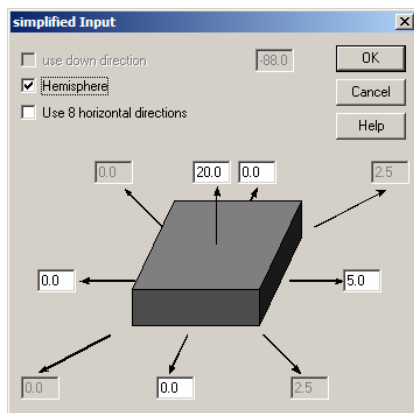 simplified Input
use down direction
-88.0
OK
Hemisphere
Cancel
Use 8 horizontal directions
Help
0.0
20.0
0.0
2.5
0.0
5.0
0.0
0.0
2.5